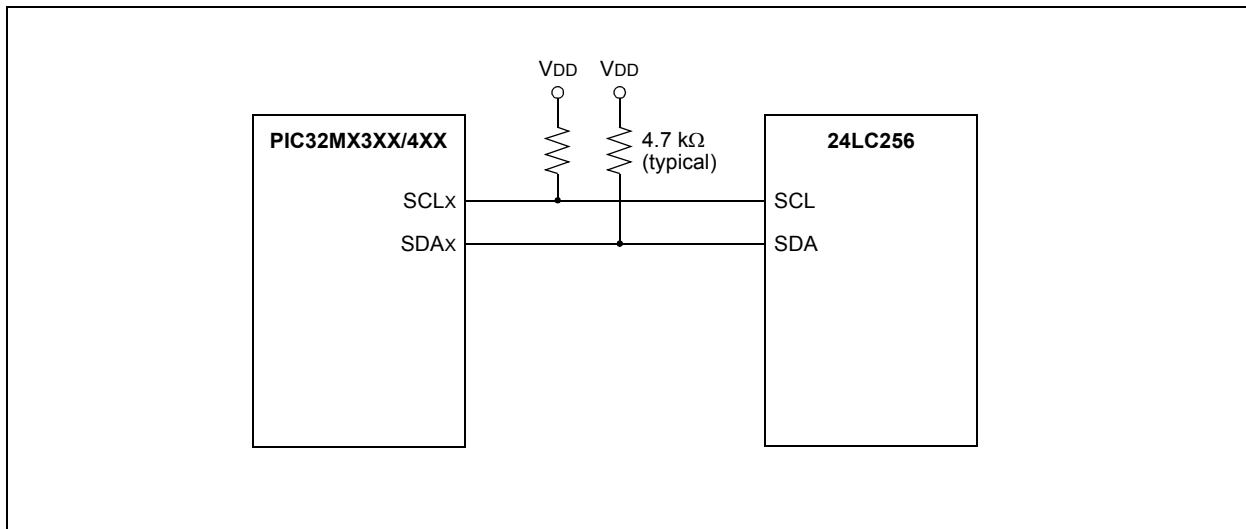 VDD VDD
PIC32MX3XX/4XX
4.7 kΩ
(typical)
24LC256
SCLx
SCL
SDAx
SDA